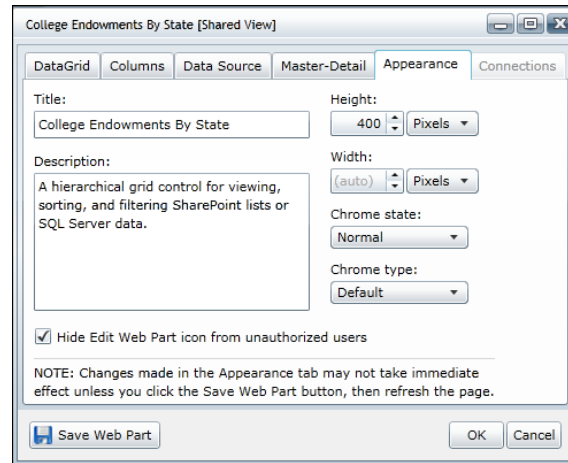 College Endowments By State [Shared View]
DataGrid Columns Data Source Master-Detail Appearance Connections
Title:
College Endowments By State
Height:
400 Pixels
Description:
A hierarchical grid control for viewing,
sorting, and filtering SharePoint lists or
SQL Server data.
Width:
(auto) Pixels
Chrome state:
Normal
Chrome type:
Default
Hide Edit Web Part icon from unauthorized users
NOTE: Changes made in the Appearance tab may not take immediate
effect unless you click the Save Web Part button, then refresh the page.
Save Web Part OK Cancel